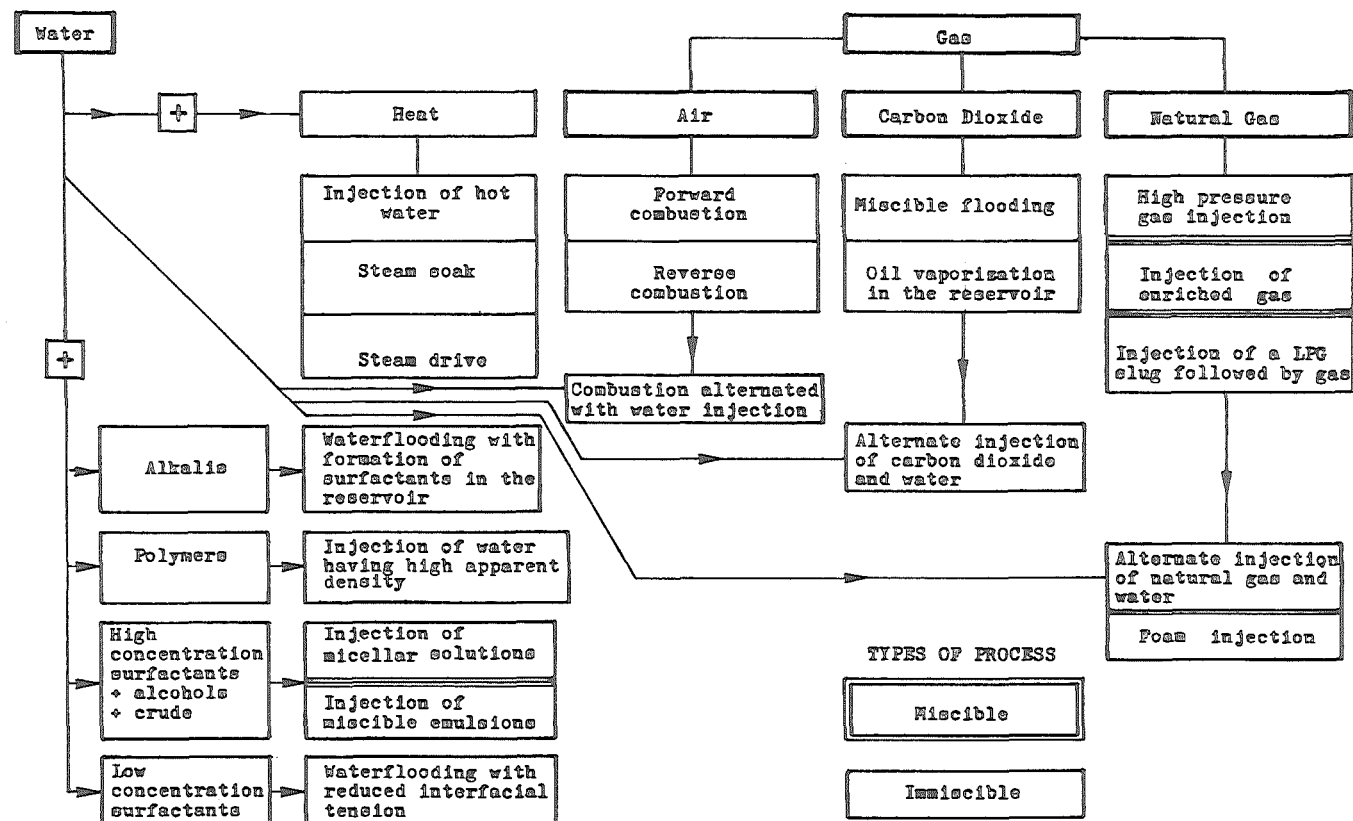 Water
Gas
+
Heat
Air
Carbon Dioxide
Natural Gas
Injection of hot
water
Steam soak
Steam drive
Forward
combustion
Reverse
combustion
Combustion alternated
with water injection
Miscible flooding
Oil vaporization
in the reservoir
Alternate injection
of carbon dioxide
and water
High pressure
gas injection
Injection of
enriched gas
Injection of a LPG
slug followed by gas
Alternate injection
of natural gas and
water
Foam injection
+
Alkalis
Waterflooding with
formation of
surfactants in the
reservoir
Polymers
Injection of water
having high apparent
density
High
concentration
surfactants
+ alcohols
+ crude
Injection of
micellar solutions
Injection of
miscible emulsions
Low
concentration
surfactants
Waterflooding with
reduced interfacial
tension
TYPES OF PROCESS
Miscible
Immiscible